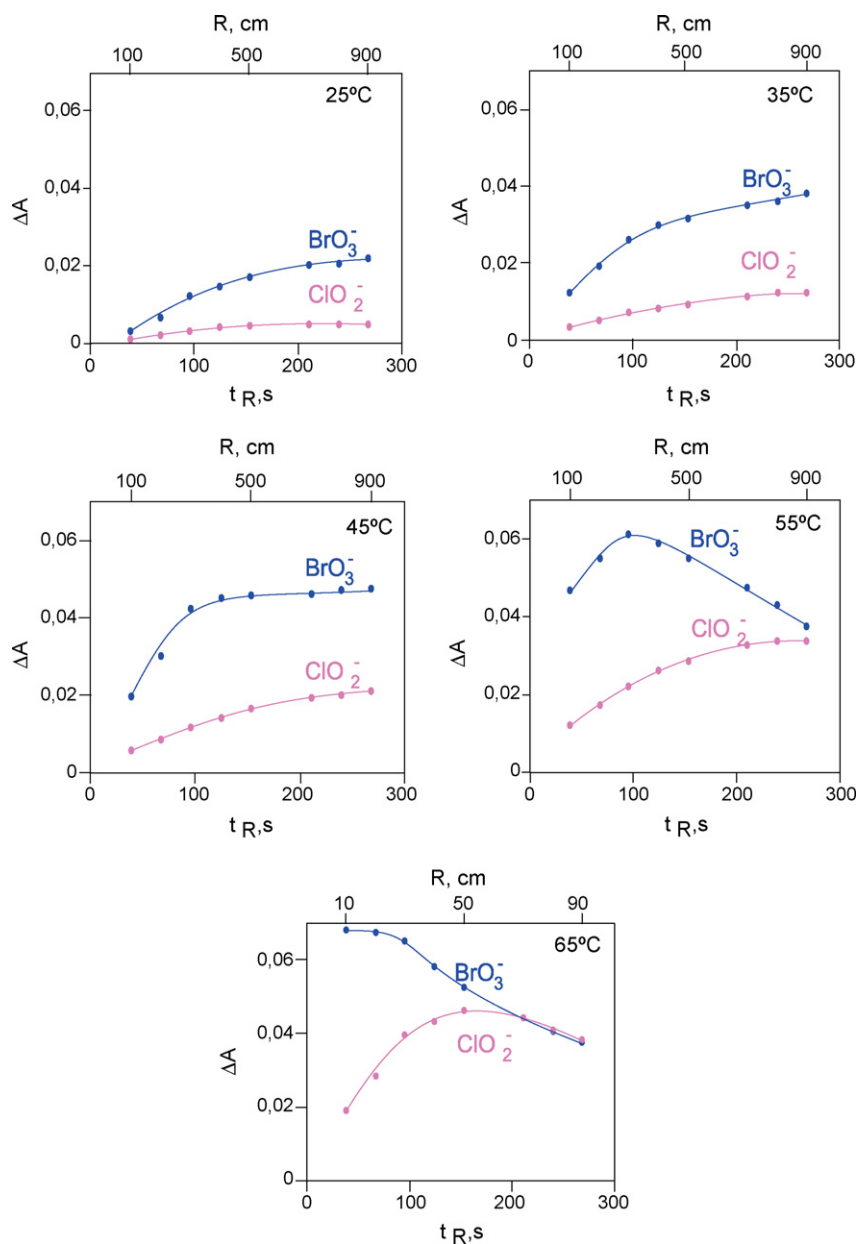 R, cm
100 500 900
25ºC
0,06
0,04
0,02
0
ΔA
BrO3-
ClO2-
0 100 200 300
t R,s
R, cm
100 500 900
35ºC
0,06
0,04
0,02
0
ΔA
BrO3-
ClO2-
0 100 200 300
t R,s
R, cm
100 500 900
45ºC
0,06
0,04
0,02
0
ΔA
BrO3-
ClO2-
0 100 200 300
t R,s
R, cm
100 500 900
55ºC
0,06
0,04
0,02
0
ΔA
BrO3-
ClO2-
0 100 200 300
t R,s
R, cm
10 50 90
65ºC
0,06
0,04
0,02
0
ΔA
BrO3-
ClO2-
0 100 200 300
t R,s